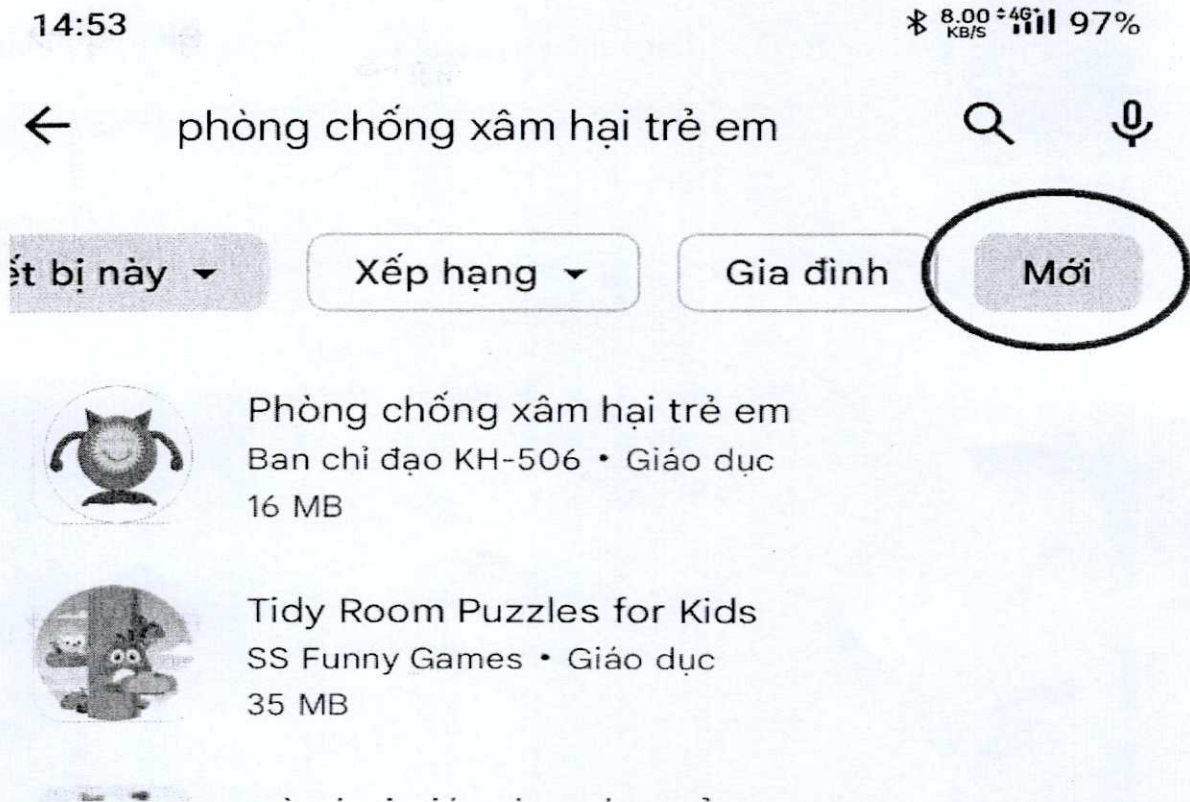 14:53 8.00 KB/S 4G+ 97%
phòng chống xâm hại trẻ em
ết bị này Xếp hạng Gia đình Mới
Phòng chống xâm hại trẻ em
Ban chỉ đạo KH-506 • Giáo dục
16 MB
Tidy Room Puzzles for Kids
SS Funny Games • Giáo dục
35 MB